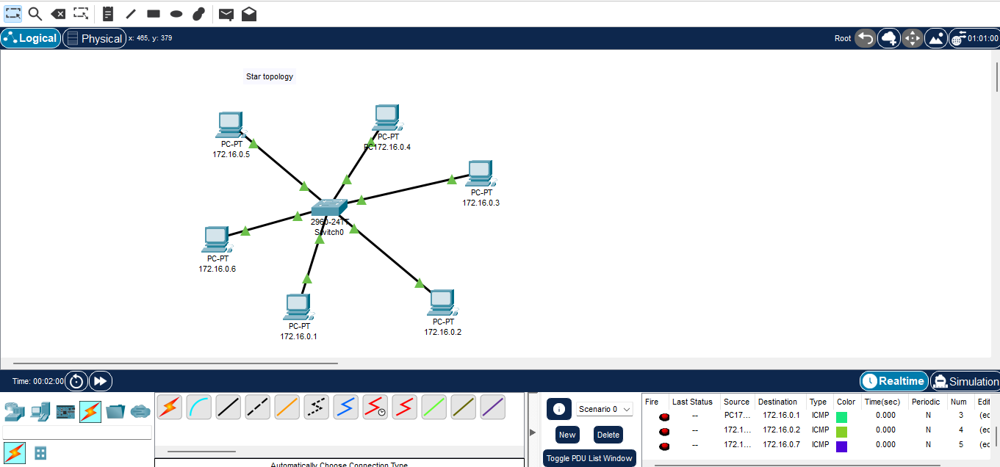 Logical Physical x: 465, y: 379 Root 01:01:00
Star topology
PC-PT
172.16.0.5
PC-PT
PC172.16.0.4
PC-PT
172.16.0.3
2960-24TT
Switch0
PC-PT
172.16.0.6
PC-PT
172.16.0.1
PC-PT
172.16.0.2
Time: 00:02:00 Realtime Simulation
Scenario 0
New Delete
Toggle PDU List Window
Fire Last Status Source Destination Type Color Time(sec) Periodic Num Edi
-- PC17... 172.16.0.1 ICMP 0.000 N 3 (ec
-- 172.1... 172.16.0.2 ICMP 0.000 N 4 (ec
-- 172.1... 172.16.0.7 ICMP 0.000 N 5 (ec
Automatically Choose Connection Type